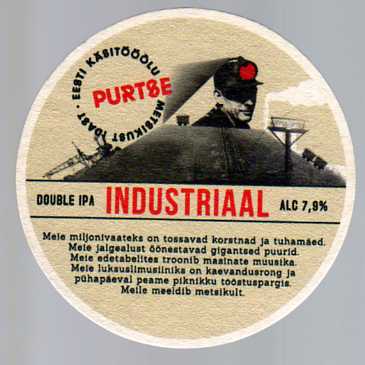 EESTI KÄSITÖÖÕLU METSIKUST IDAST
PURTSE
DOUBLE IPA INDUSTRIAAL ALC 7,9%
Meie miljonivaateks on tossavad korstnad ja tuhamäed.
Meie jalgealust õõnestavad gigantsed puurid.
Meie edetabelites troonib masinate muusika.
Meie luksuslimusiiniks on kaevandusrong ja
pühapäeval peame piknikku tööstuspargis.
Meile meeldib metsikult.